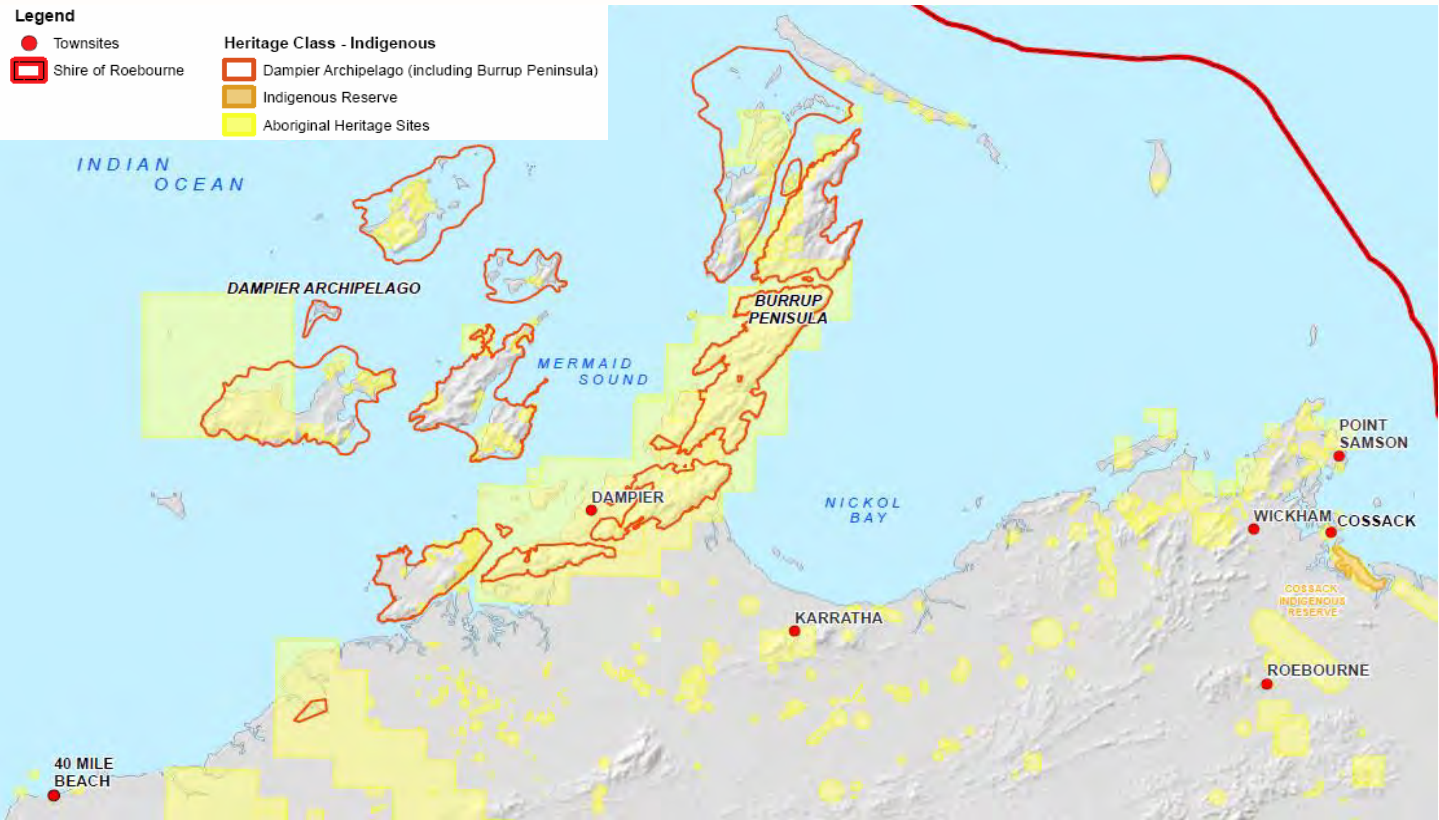 Legend
Townsites
Shire of Roebourne
Heritage Class - Indigenous
Dampier Archipelago (including Burrup Peninsula)
Indigenous Reserve
Aboriginal Heritage Sites
INDIAN
OCEAN
DAMPIER ARCHIPELAGO
BURRUP
PENISULA
MERMAID
SOUND
DAMPIER
NICKOL
BAY
POINT
SAMSON
WICKHAM
COSSACK
COSSACK
INDIGENOUS
RESERVE
KARRATHA
ROEBOURNE
40 MILE
BEACH